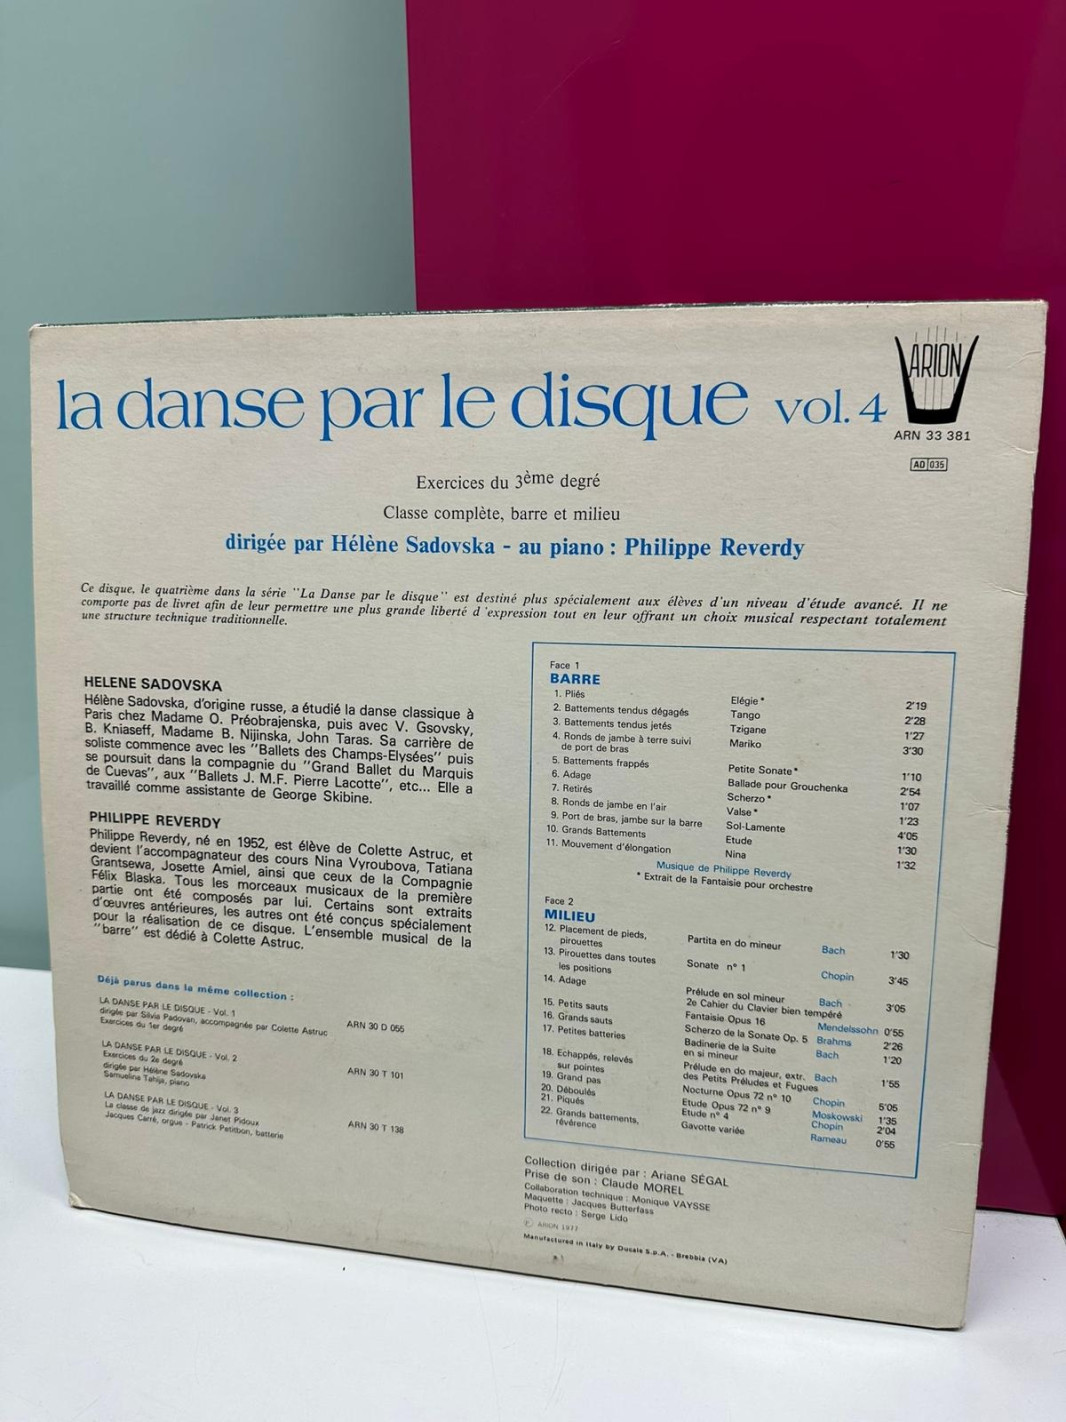 la danse par le disque vol. 4
ARION
ARN 33 381
AD 035
Exercices du 3ème degré
Classe complète, barre et milieu
dirigée par Hélène Sadovska - au piano : Philippe Reverdy
Ce disque, le quatrième dans la série "La Danse par le disque" est destiné plus spécialement aux élèves d'un niveau d'étude avancé. Il ne
comporte pas de livret afin de leur permettre une plus grande liberté d'expression tout en leur offrant un choix musical respectant totalement
une structure technique traditionnelle.
HELENE SADOVSKA
Hélène Sadovska, d'origine russe, a étudié la danse classique à
Paris chez Madame O. Préobrajenska, puis avec V. Gsovsky,
B. Kniaseff, Madame B. Nijinska, John Taras. Sa carrière de
soliste commence avec les "Ballets des Champs-Elysées" puis
se poursuit dans la compagnie du "Grand Ballet du Marquis
de Cuevas", aux "Ballets J. M.F. Pierre Lacotte", etc... Elle a
travaillé comme assistante de George Skibine.
PHILIPPE REVERDY
Philippe Reverdy, né en 1952, est élève de Colette Astruc, et
devient l'accompagnateur des cours Nina Vyroubova, Tatiana
Grantsewa, Josette Amiel, ainsi que ceux de la Compagnie
Félix Blaska. Tous les morceaux musicaux de la première
partie ont été composés par lui. Certains sont extraits
d'œuvres antérieures, les autres ont été conçus spécialement
pour la réalisation de ce disque. L'ensemble musical de la
"barre" est dédié à Colette Astruc.
Déjà parus dans la même collection :
LA DANSE PAR LE DISQUE - Vol. 1
dirigée par Silvia Padovan, accompagnée par Colette Astruc ARN 30 D 055
Exercices du 1er degré
LA DANSE PAR LE DISQUE - Vol. 2
Exercices du 2e degré
dirigée par Hélène Sadovska ARN 30 T 101
Samuelina Tahija, piano
LA DANSE PAR LE DISQUE - Vol. 3
La classe de jazz dirigée par Janet Pidoux
Jacques Carré, orgue - Patrick Petitbon, batterie ARN 30 T 138
Face 1
BARRE
1. Pliés Elégie * 2'19
2. Battements tendus dégagés Tango 2'28
3. Battements tendus jetés Tzigane 1'27
4. Ronds de jambe à terre suivi Mariko 3'30
de port de bras
5. Battements frappés Petite Sonate * 1'10
6. Adage Ballade pour Grouchenka 2'54
7. Retirés Scherzo * 1'07
8. Ronds de jambe en l'air Valse * 1'23
9. Port de bras, jambe sur la barre Sol-Lamente 4'05
10. Grands Battements Etude 1'30
11. Mouvement d'élongation Nina 1'32
Musique de Philippe Reverdy
* Extrait de la Fantaisie pour orchestre
Face 2
MILIEU
12. Placement de pieds, Partita en do mineur Bach 1'30
pirouettes
13. Pirouettes dans toutes Sonate n° 1 Chopin 3'45
les positions
14. Adage Prélude en sol mineur Bach 3'05
2e Cahier du Clavier bien tempéré
15. Petits sauts Fantaisie Opus 16 Mendelssohn 0'55
16. Grands sauts Scherzo de la Sonate Op. 5 Brahms 2'26
17. Petites batteries Badinerie de la Suite Bach 1'20
en si mineur
18. Echappés, relevés Prélude en do majeur, extr. Bach 1'55
sur pointes des Petits Préludes et Fugues
19. Grand pas Nocturne Opus 72 n° 10 Chopin 5'05
20. Déboulés Etude Opus 72 n° 9 Moskowski 1'35
21. Piqués Etude n° 4 Chopin 2'04
22. Grands battements, Gavotte variée Rameau 0'55
révérence
Collection dirigée par : Ariane SÉGAL
Prise de son : Claude MOREL
Collaboration technique : Monique VAYSSE
Maquette : Jacques Butterfass
Photo recto : Serge Lido
℗ ARION 1977
Manufactured in Italy by Ducale S.p.A. - Brebbia (VA)